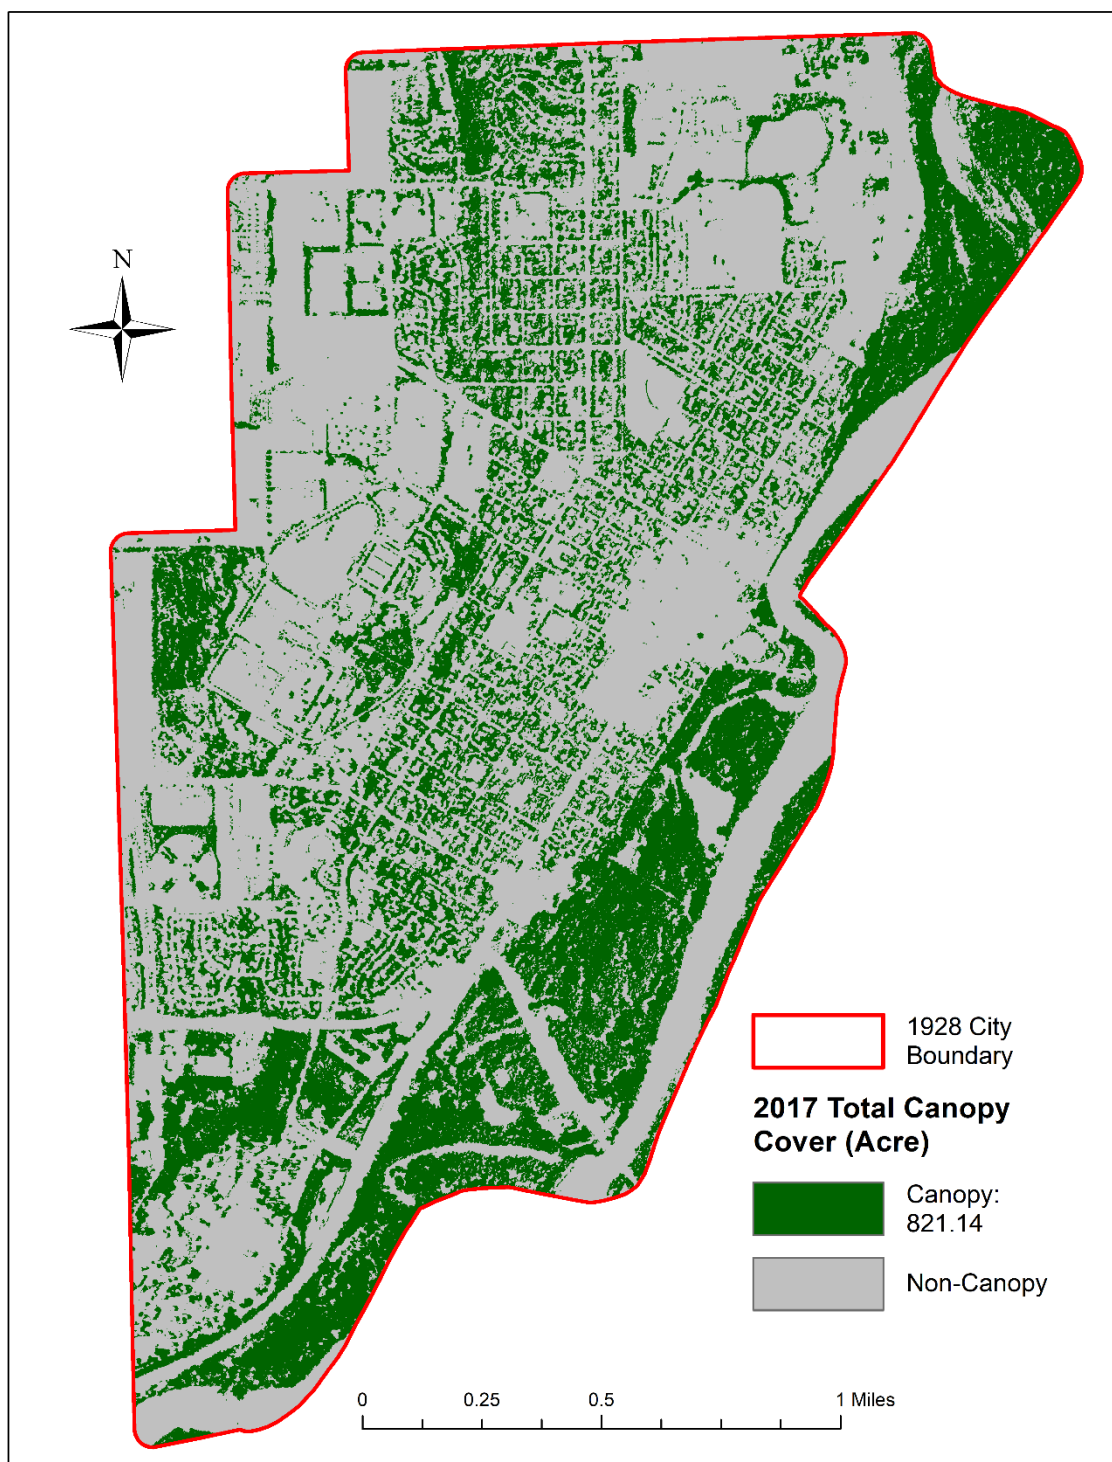 N
1928 City
Boundary
2017 Total Canopy
Cover (Acre)
Canopy:
821.14
Non-Canopy
0 0.25 0.5 1 Miles